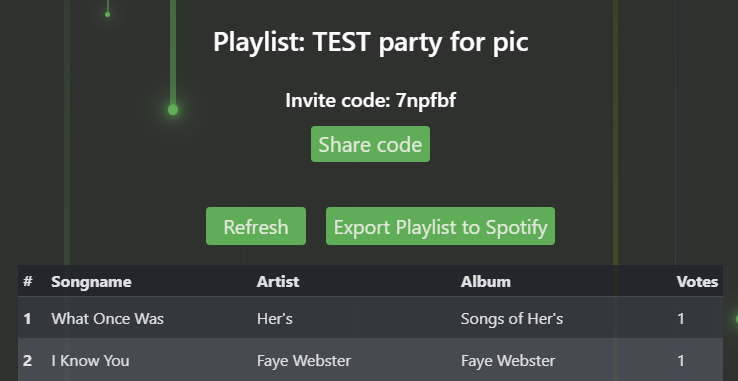 Playlist: TEST party for pic
Invite code: 7npfbf
Share code
Refresh Export Playlist to Spotify
# Songname Artist Album Votes
1 What Once Was Her's Songs of Her's 1
2 I Know You Faye Webster Faye Webster 1